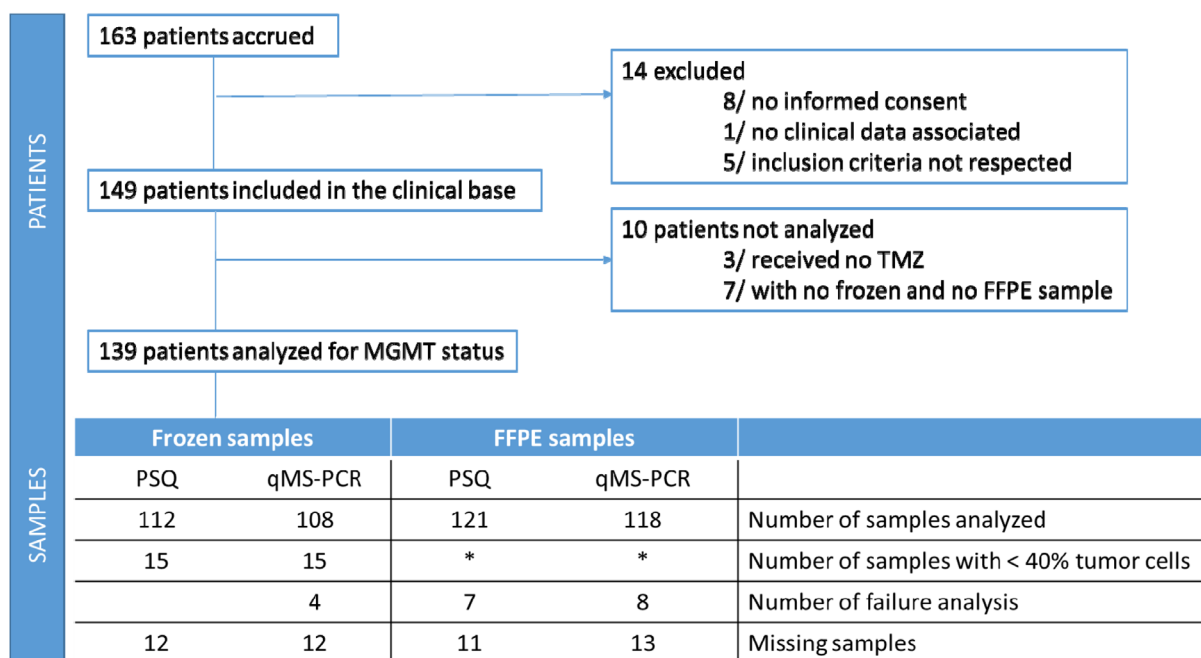 PATIENTS
163 patients accrued
14 excluded
8/ no informed consent
1/ no clinical data associated
5/ inclusion criteria not respected
149 patients included in the clinical base
10 patients not analyzed
3/ received no TMZ
7/ with no frozen and no FFPE sample
139 patients analyzed for MGMT status
SAMPLES
Frozen samples FFPE samples
PSQ qMS-PCR PSQ qMS-PCR
112 108 121 118 Number of samples analyzed
15 15 * * Number of samples with < 40% tumor cells
4 7 8 Number of failure analysis
12 12 11 13 Missing samples